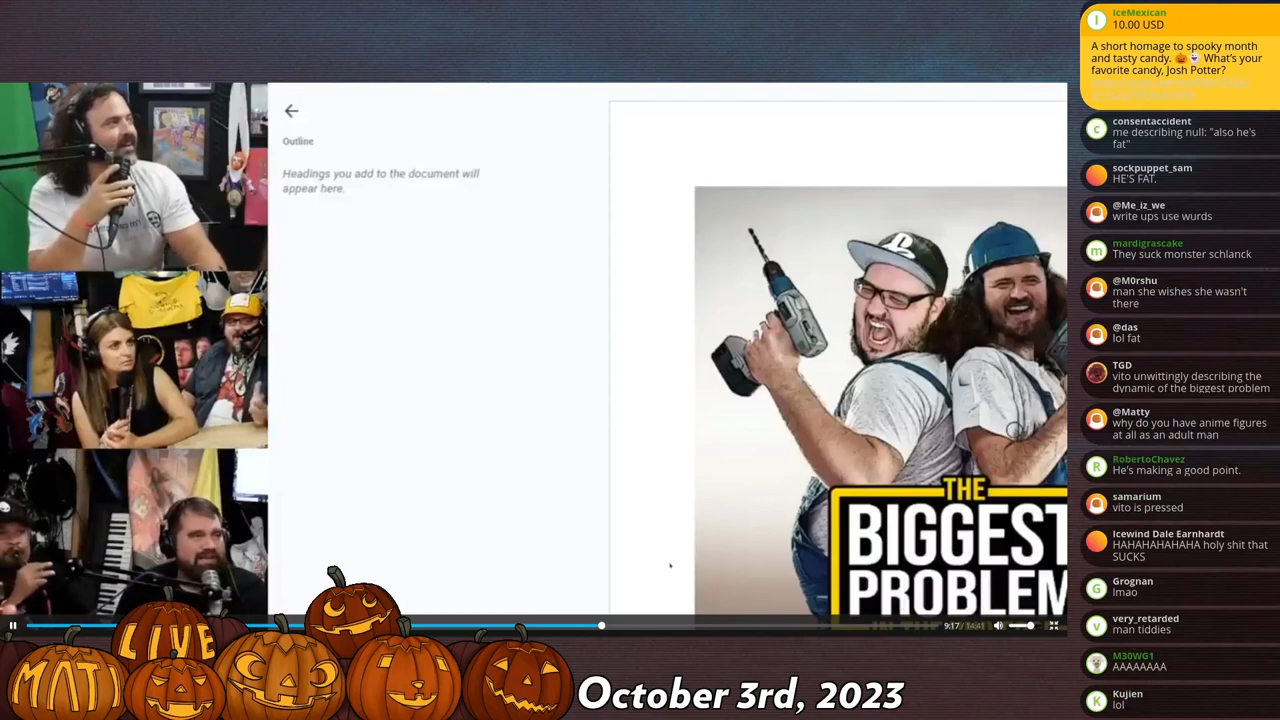 IceMexican
10.00 USD
A short homage to spooky month
and tasty candy. 🎃👻 What's your
favorite candy, Josh Potter?
consentaccident
me describing null: "also he's
fat"
sockpuppet_sam
HE'S FAT.
@Me_iz_we
write ups use wurds
mardigrascake
They suck monster schlanck
@M0rshu
man she wishes she wasn't
there
@das
lol fat
TGD
vito unwittingly describing the
dynamic of the biggest problem
@Matty
why do you have anime figures
at all as an adult man
RobertoChavez
He's making a good point.
samarium
vito is pressed
Icewind Dale Earnhardt
HAHAHAHAHAHA holy shit that
SUCKS
Grognan
lmao
very_retarded
man tiddies
M30WG1
AAAAAAAA
Kujien
lol
Outline
Headings you add to the document will
appear here.
THE
BIGGEST
PROBLEM
9:17 / 14:41
LIVE
MATI
October 3rd, 2023